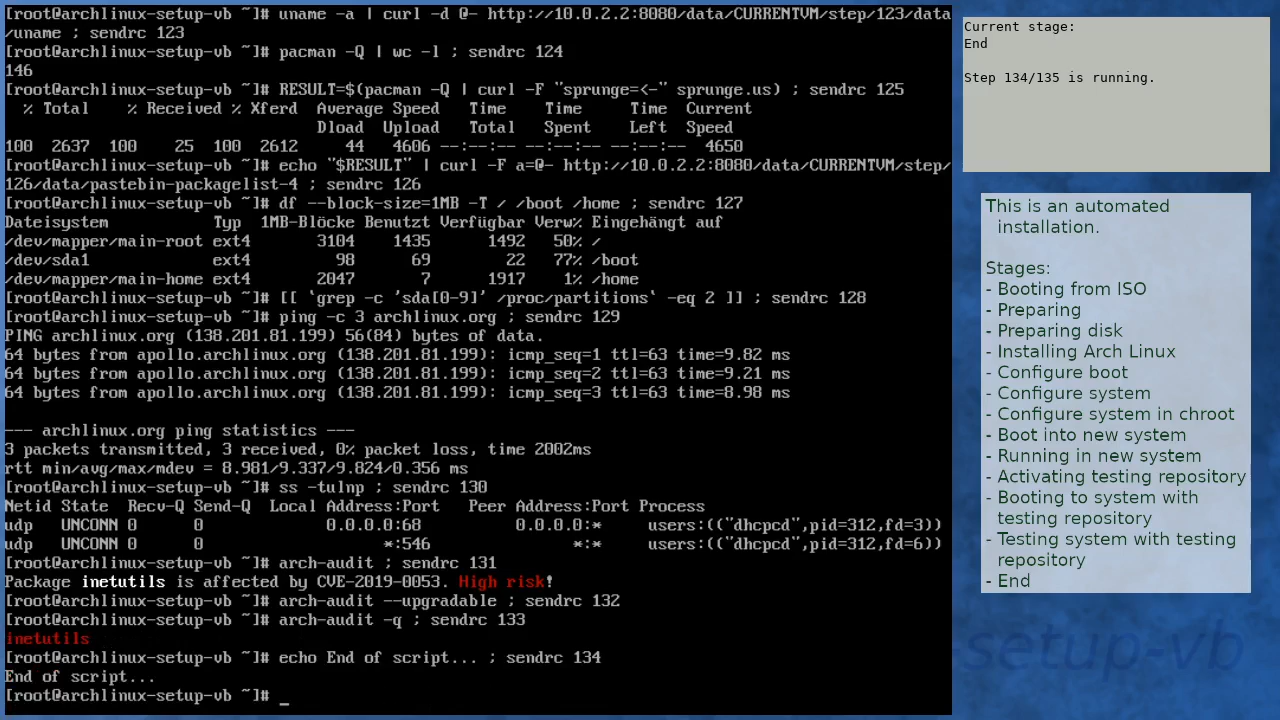 [root@archlinux-setup-vb ~]# uname -a | curl -d @- http://10.0.2.2:8080/data/CURRENTVM/step/123/data
/uname ; sendrc 123
[root@archlinux-setup-vb ~]# pacman -Q | wc -l ; sendrc 124
146
[root@archlinux-setup-vb ~]# RESULT=$(pacman -Q | curl -F "sprunge=<-" sprunge.us) ; sendrc 125
  % Total    % Received % Xferd  Average Speed   Time    Time     Time  Current
                                 Dload  Upload   Total   Spent    Left  Speed
100  2637  100    25  100  2612     44   4606 --:--:-- --:--:-- --:--:--  4650
[root@archlinux-setup-vb ~]# echo "$RESULT" | curl -F a=@- http://10.0.2.2:8080/data/CURRENTVM/step/
126/data/pastebin-packagelist-4 ; sendrc 126
[root@archlinux-setup-vb ~]# df --block-size=1MB -T / /boot /home ; sendrc 127
Dateisystem           Typ  1MB-Blöcke Benutzt Verfügbar Verw% Eingehängt auf
/dev/mapper/main-root ext4       3104    1435      1492   50% /
/dev/sda1             ext4         98      69        22   77% /boot
/dev/mapper/main-home ext4       2047       7      1917    1% /home
[root@archlinux-setup-vb ~]# [[ `grep -c 'sda[0-9]' /proc/partitions` -eq 2 ]] ; sendrc 128
[root@archlinux-setup-vb ~]# ping -c 3 archlinux.org ; sendrc 129
PING archlinux.org (138.201.81.199) 56(84) bytes of data.
64 bytes from apollo.archlinux.org (138.201.81.199): icmp_seq=1 ttl=63 time=9.82 ms
64 bytes from apollo.archlinux.org (138.201.81.199): icmp_seq=2 ttl=63 time=9.21 ms
64 bytes from apollo.archlinux.org (138.201.81.199): icmp_seq=3 ttl=63 time=8.98 ms
--- archlinux.org ping statistics ---
3 packets transmitted, 3 received, 0% packet loss, time 2002ms
rtt min/avg/max/mdev = 8.981/9.337/9.824/0.356 ms
[root@archlinux-setup-vb ~]# ss -tulnp ; sendrc 130
Netid State  Recv-Q Send-Q  Local Address:Port   Peer Address:Port Process
udp   UNCONN 0      0             0.0.0.0:68          0.0.0.0:*     users:(("dhcpcd",pid=312,fd=3))
udp   UNCONN 0      0                   *:546               *:*     users:(("dhcpcd",pid=312,fd=6))
[root@archlinux-setup-vb ~]# arch-audit ; sendrc 131
Package inetutils is affected by CVE-2019-0053. High risk!
[root@archlinux-setup-vb ~]# arch-audit --upgradable ; sendrc 132
[root@archlinux-setup-vb ~]# arch-audit -q ; sendrc 133
inetutils
[root@archlinux-setup-vb ~]# echo End of script... ; sendrc 134
End of script...
[root@archlinux-setup-vb ~]# _
Current stage:
End
Step 134/135 is running.
This is an automated
installation.
Stages:
- Booting from ISO
- Preparing
- Preparing disk
- Installing Arch Linux
- Configure boot
- Configure system
- Configure system in chroot
- Boot into new system
- Running in new system
- Activating testing repository
- Booting to system with
testing repository
- Testing system with testing
repository
- End
-setup-vb